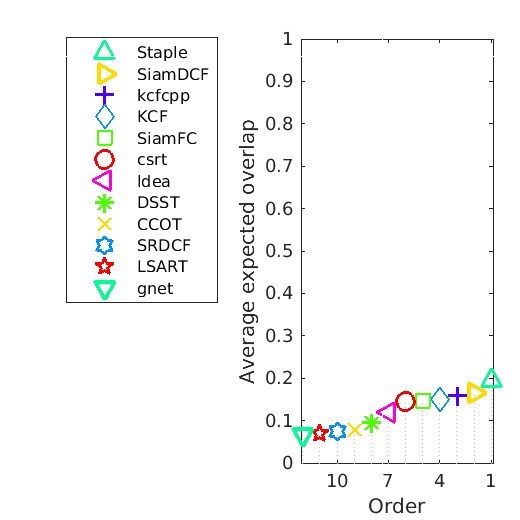 Staple
SiamDCF
kcfcpp
KCF
SiamFC
csrt
Idea
DSST
CCOT
SRDCF
LSART
gnet
Average expected overlap
1
0.9
0.8
0.7
0.6
0.5
0.4
0.3
0.2
0.1
0
10 7 4 1
Order